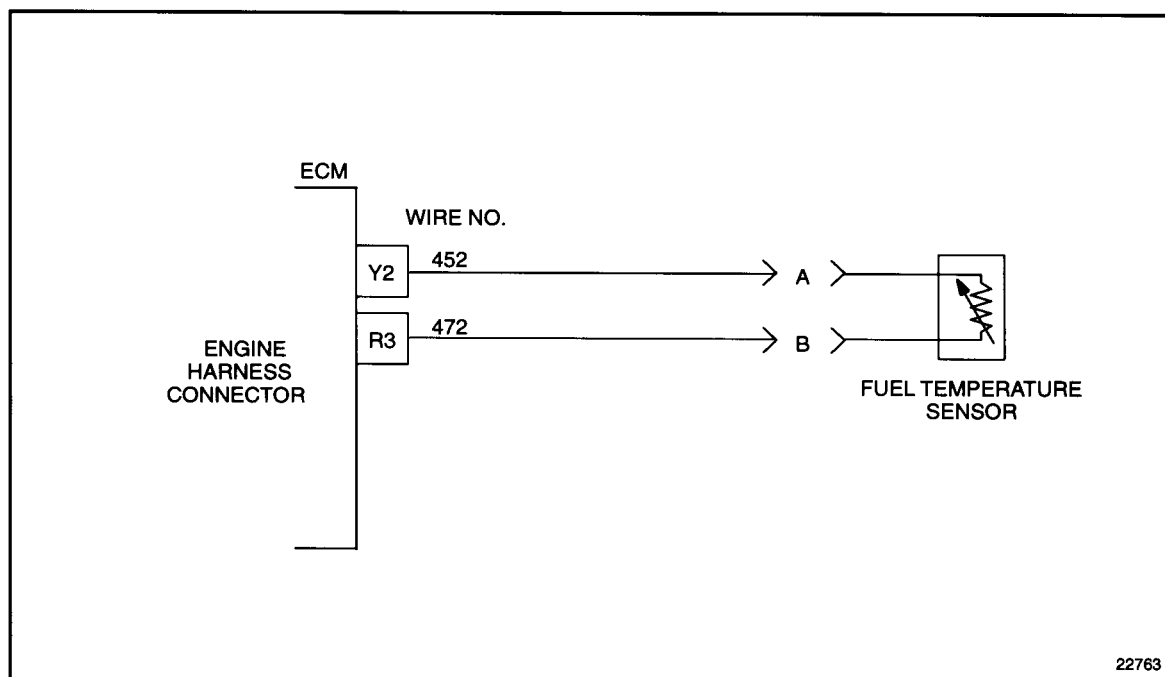 ECM
WIRE NO.
Y2
452
A
R3
472
B
ENGINE
HARNESS
CONNECTOR
FUEL TEMPERATURE
SENSOR
22763